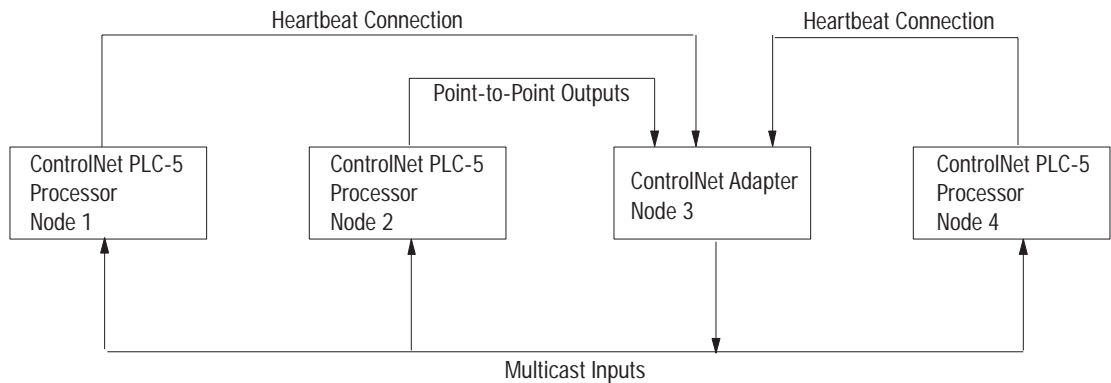 Heartbeat Connection
Heartbeat Connection
Point-to-Point Outputs
ControlNet PLC-5
Processor
Node 1
ControlNet PLC-5
Processor
Node 2
ControlNet Adapter
Node 3
ControlNet PLC-5
Processor
Node 4
Multicast Inputs